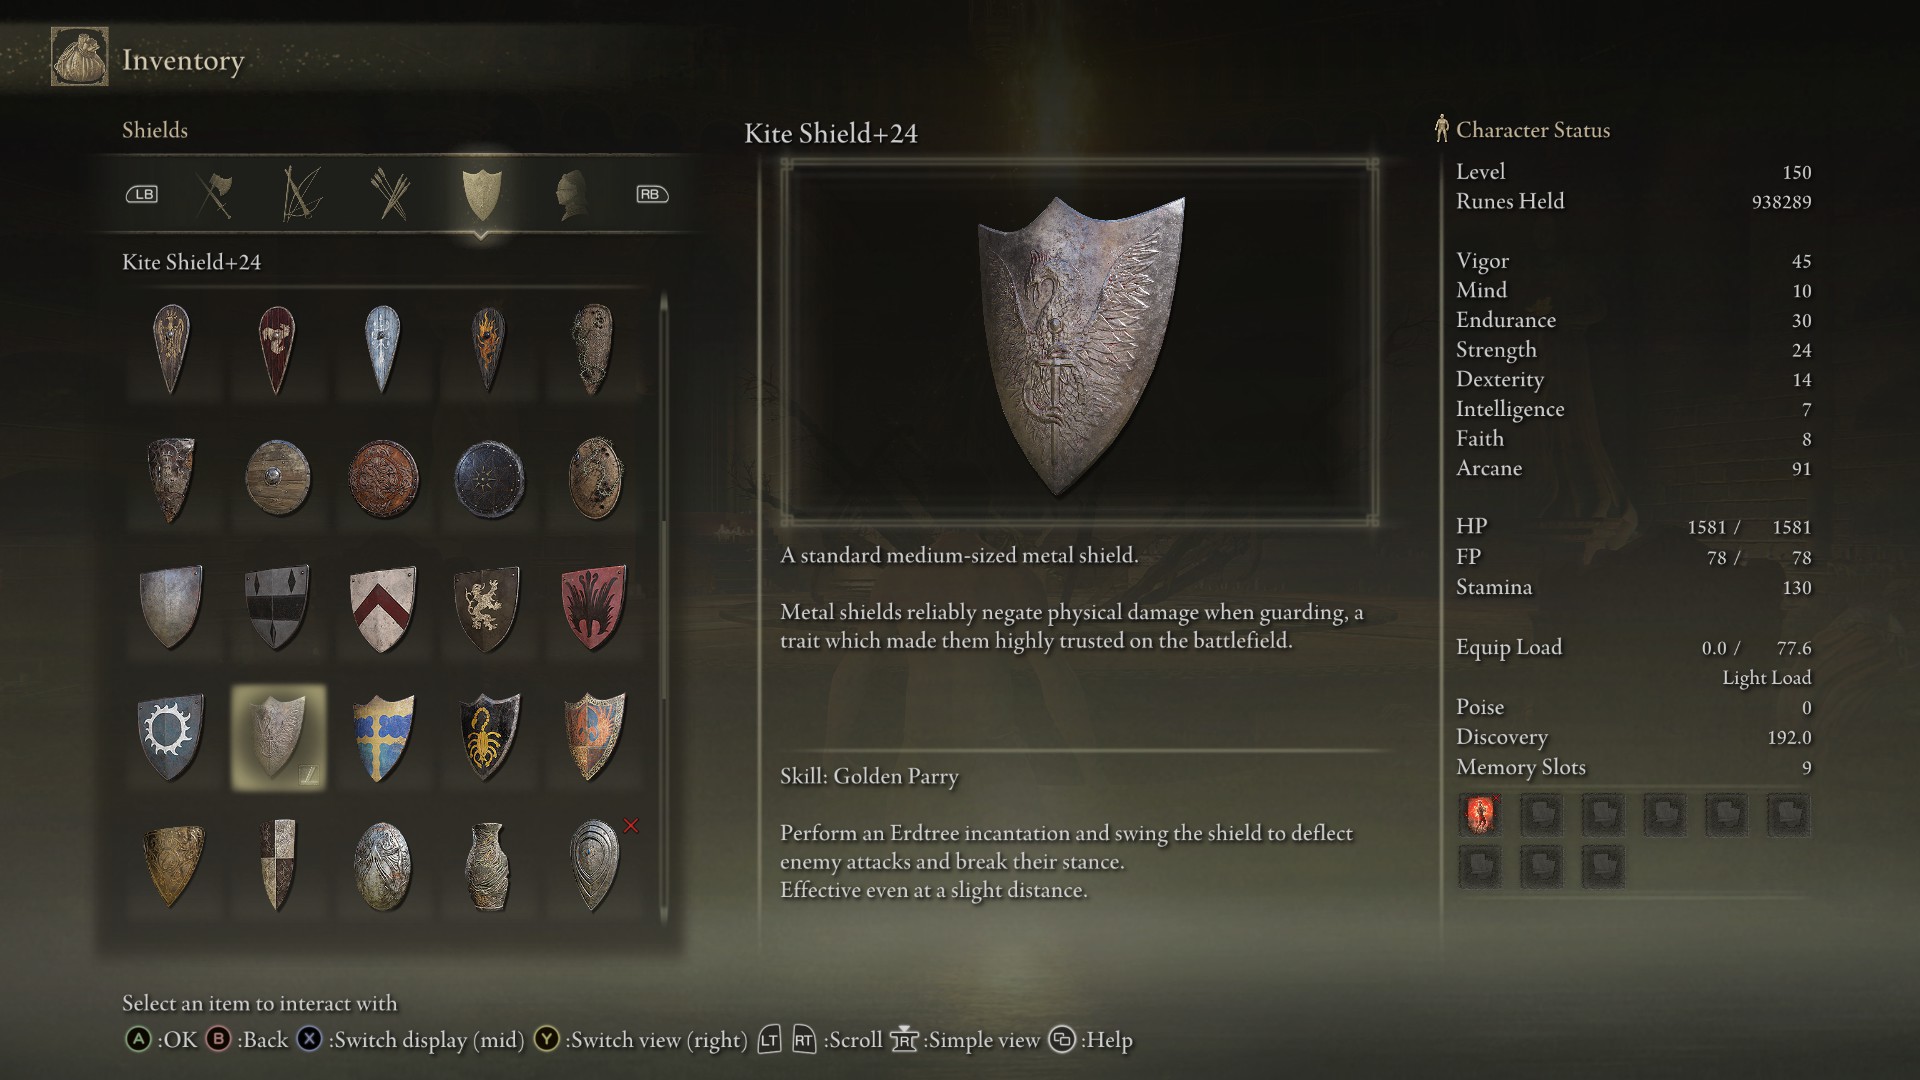 Inventory
Shields
LB
RB
Kite Shield+24
Kite Shield+24
A standard medium-sized metal shield.
Metal shields reliably negate physical damage when guarding, a
trait which made them highly trusted on the battlefield.
Skill: Golden Parry
Perform an Erdtree incantation and swing the shield to deflect
enemy attacks and break their stance.
Effective even at a slight distance.
Character Status
Level 150
Runes Held 938289
Vigor 45
Mind 10
Endurance 30
Strength 24
Dexterity 14
Intelligence 7
Faith 8
Arcane 91
HP 1581 / 1581
FP 78 / 78
Stamina 130
Equip Load 0.0 / 77.6
Light Load
Poise 0
Discovery 192.0
Memory Slots 9
Select an item to interact with
A :OK B :Back X :Switch display (mid) Y :Switch view (right) LT RT :Scroll R :Simple view :Help